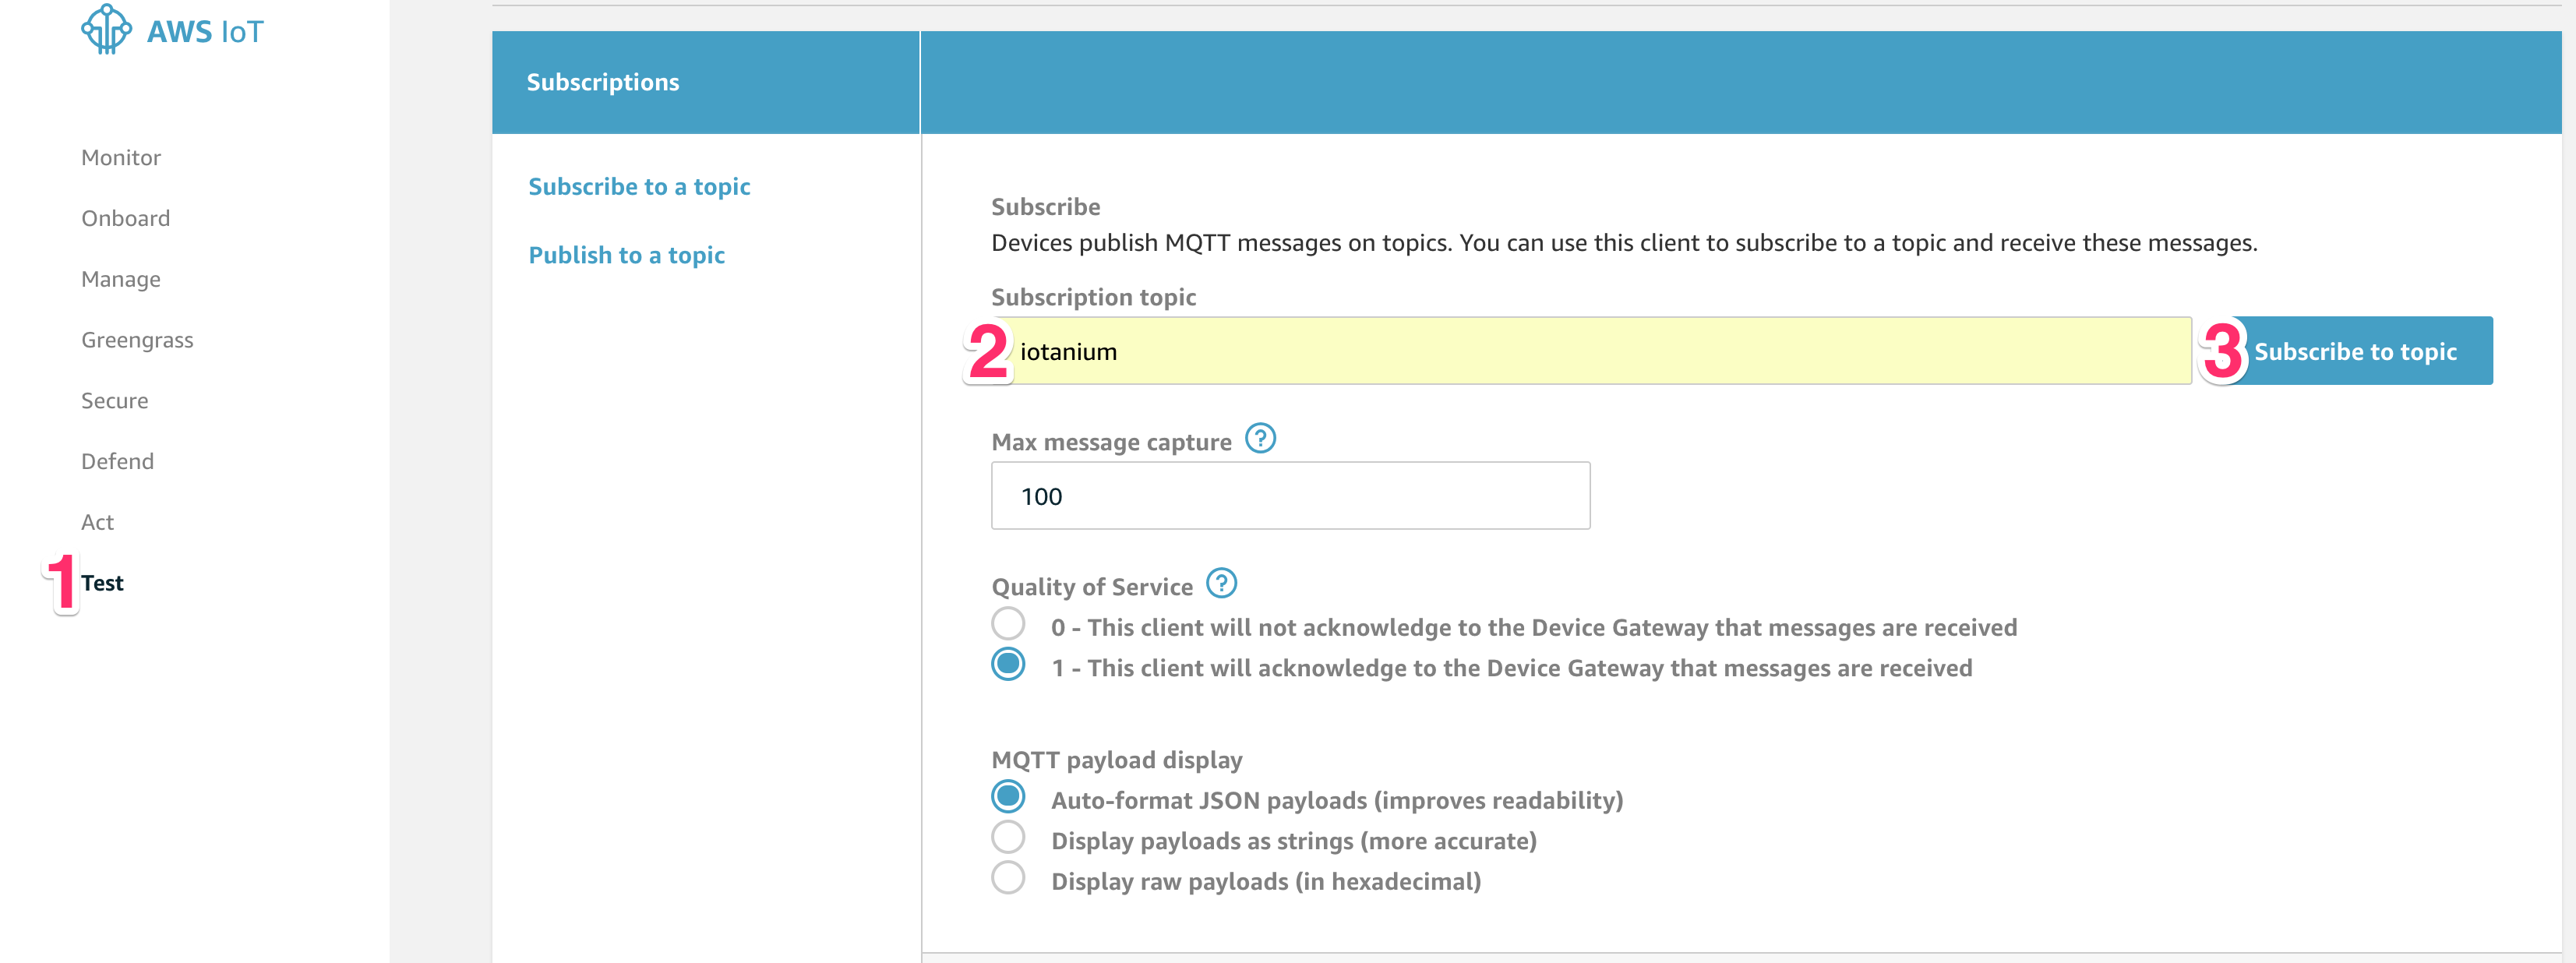 AWS IoT
Monitor
Onboard
Manage
Greengrass
Secure
Defend
Act
1 Test
Subscriptions
Subscribe to a topic
Publish to a topic
Subscribe
Devices publish MQTT messages on topics. You can use this client to subscribe to a topic and receive these messages.
Subscription topic
2 iotanium
3 Subscribe to topic
Max message capture ?
100
Quality of Service ?
0 - This client will not acknowledge to the Device Gateway that messages are received
1 - This client will acknowledge to the Device Gateway that messages are received
MQTT payload display
Auto-format JSON payloads (improves readability)
Display payloads as strings (more accurate)
Display raw payloads (in hexadecimal)